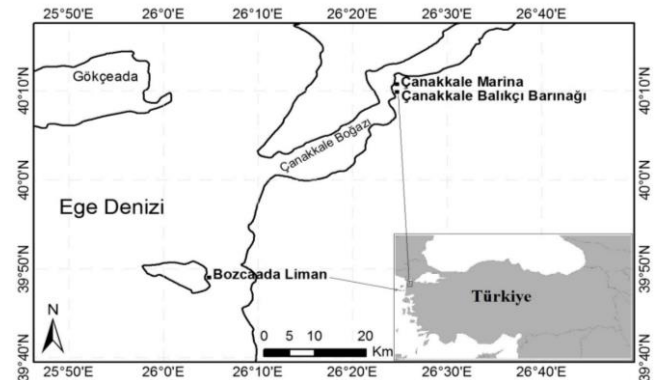 25°50'E 26°0'E 26°10'E 26°20'E 26°30'E 26°40'E
Gökçeada
Çanakkale Marina
Çanakkale Balıkçı Barınağı
40°10'N 40°10'N
Çanakkale Boğazı
40°0'N 40°0'N
Ege Denizi
39°50'N 39°50'N
Bozcaada Liman
Türkiye
N
0 5 10 20
Km
39°40'N 39°40'N
25°50'E 26°0'E 26°10'E 26°20'E 26°30'E 26°40'E